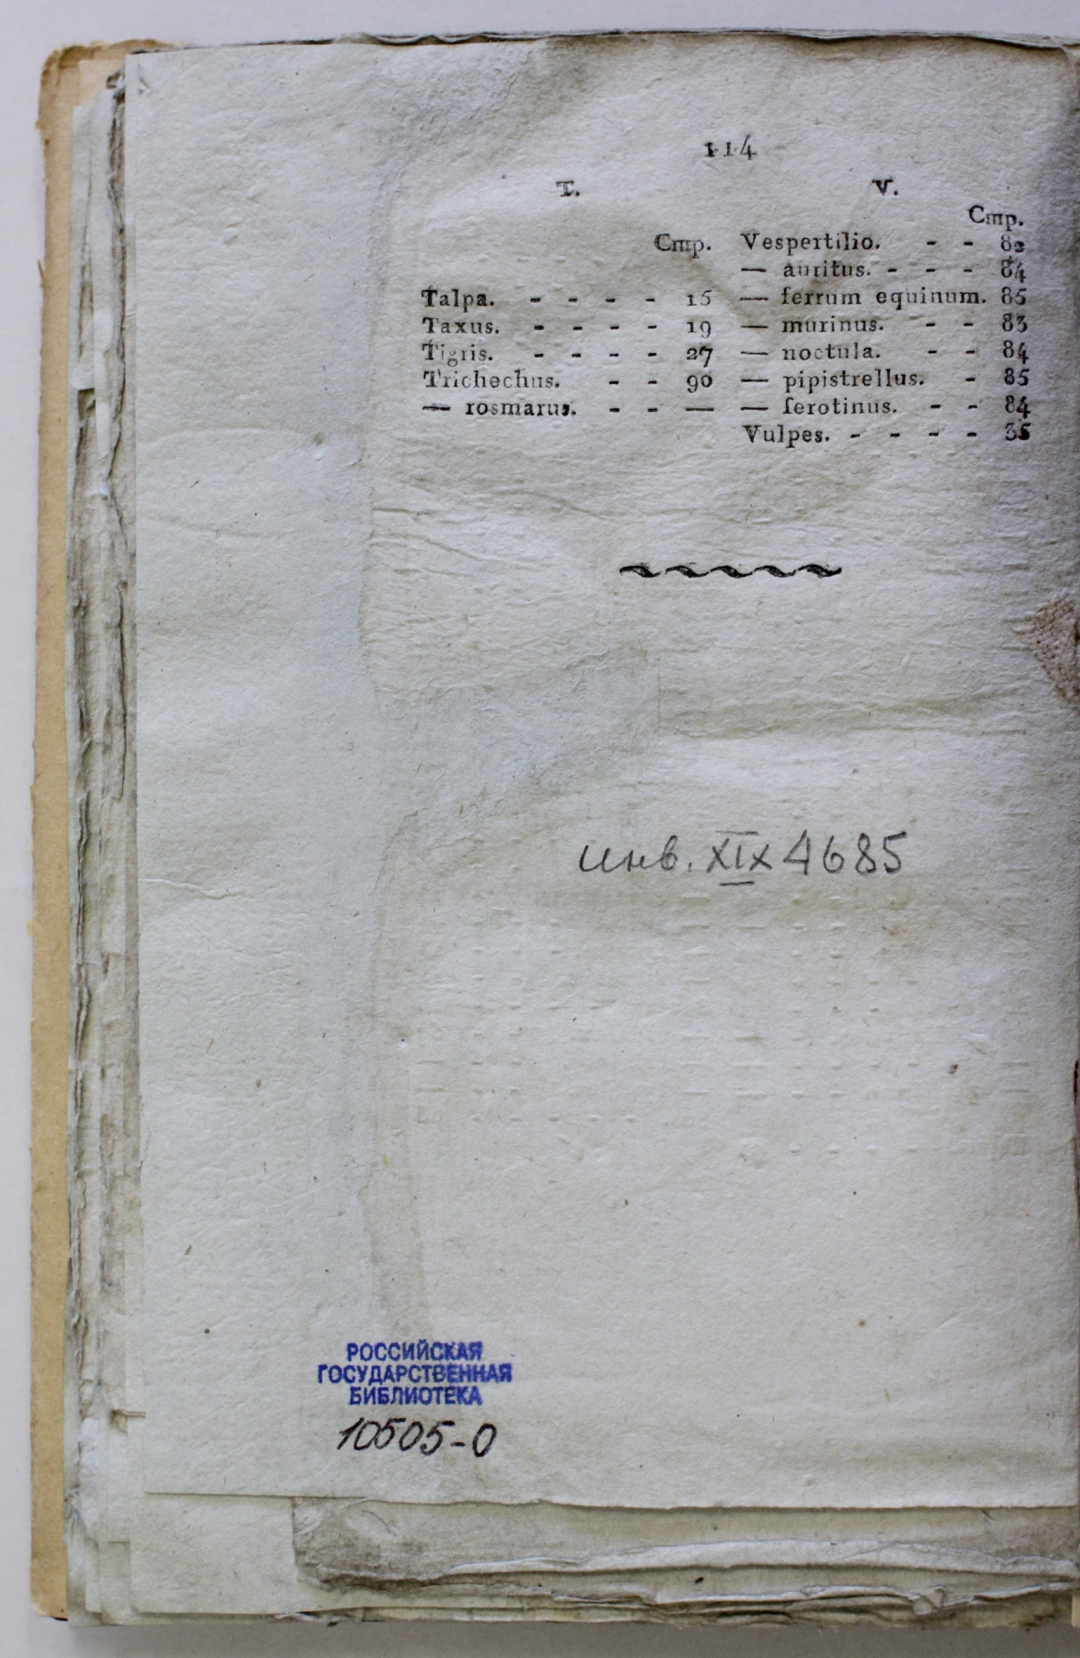 114
T.
Стр.
Talpa. - - - - 15
Taxus. - - - - 19
Tigris. - - - - 27
Trichechus. - - 90
— rosmarus. - - —
V.
Стр.
Vespertilio. - - 82
— auritus. - - - 84
— ferrum equinum. 85
— murinus. - - 83
— noctula. - - 84
— pipistrellus. - 85
— ſerotinus. - - 84
Vulpes. - - - - 35
инв. XIX 4685
РОССИЙСКАЯ
ГОСУДАРСТВЕННАЯ
БИБЛИОТЕКА
10505-0